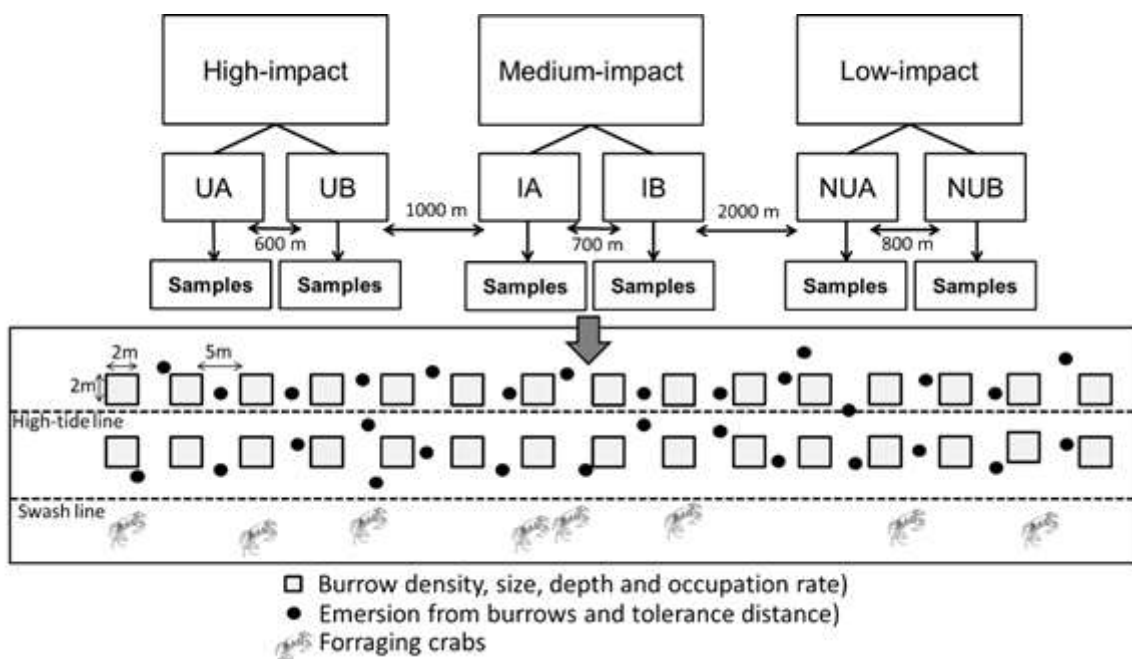 High-impact
Medium-impact
Low-impact
UA
UB
IA
IB
NUA
NUB
1000 m
2000 m
600 m
700 m
800 m
Samples
Samples
Samples
Samples
Samples
Samples
2m
5m
2m
High-tide line
Swash line
Burrow density, size, depth and occupation rate)
Emersion from burrows and tolerance distance)
Forraging crabs